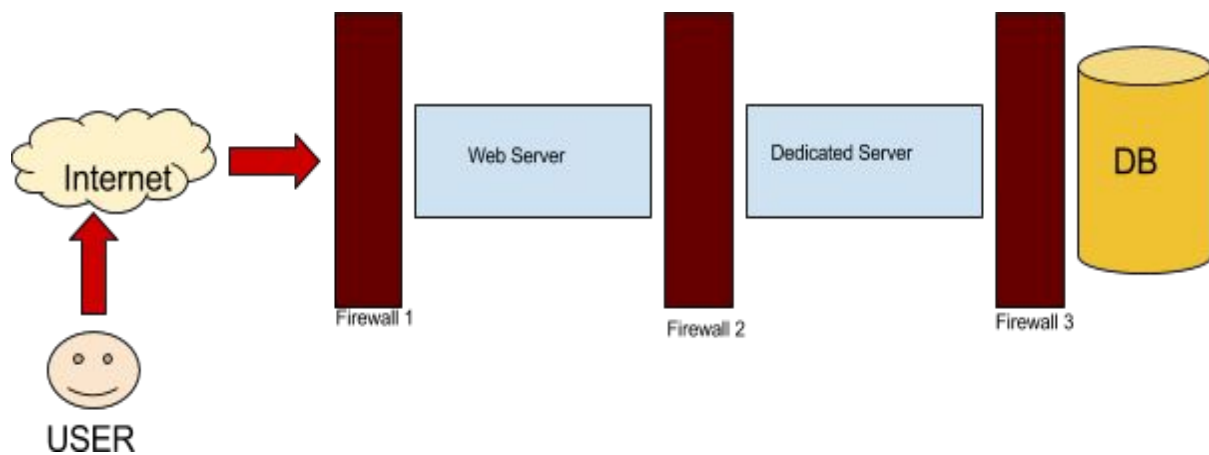 Internet
USER
Firewall 1
Web Server
Firewall 2
Dedicated Server
Firewall 3
DB